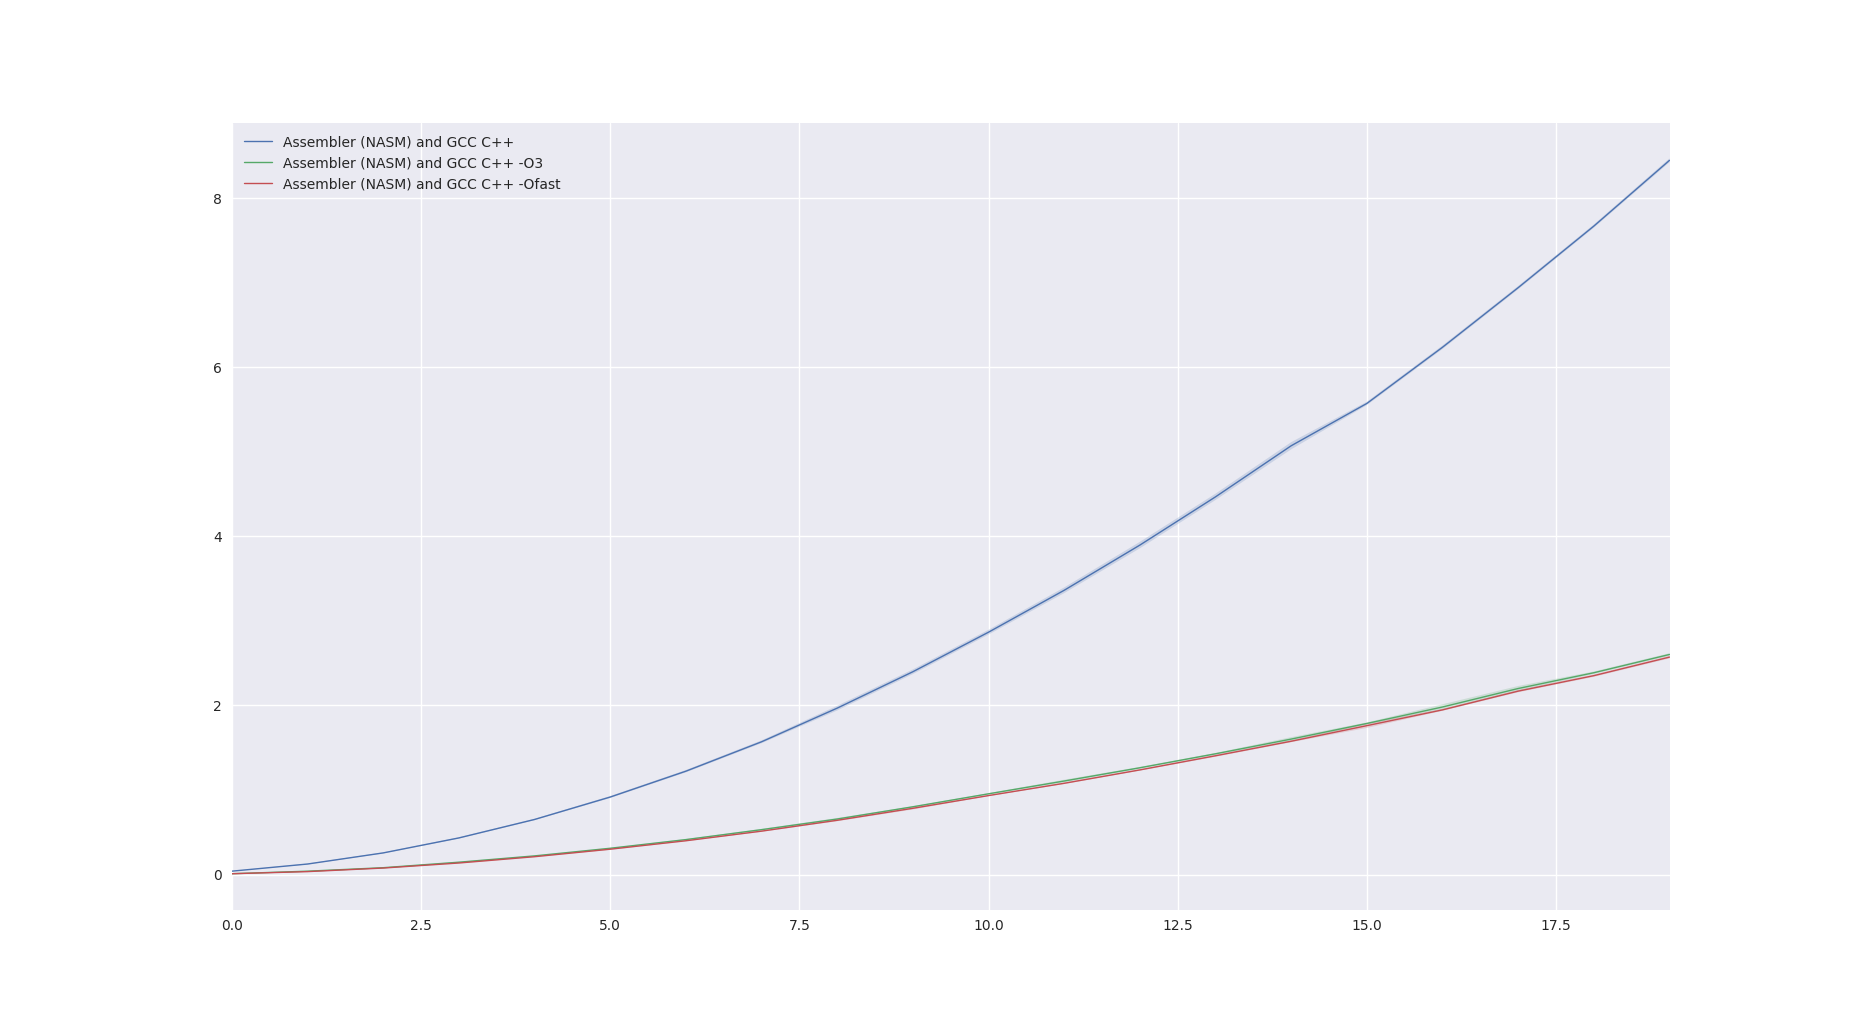 Assembler (NASM) and GCC C++
Assembler (NASM) and GCC C++ -O3
Assembler (NASM) and GCC C++ -Ofast
8
6
4
2
0
0.0 2.5 5.0 7.5 10.0 12.5 15.0 17.5